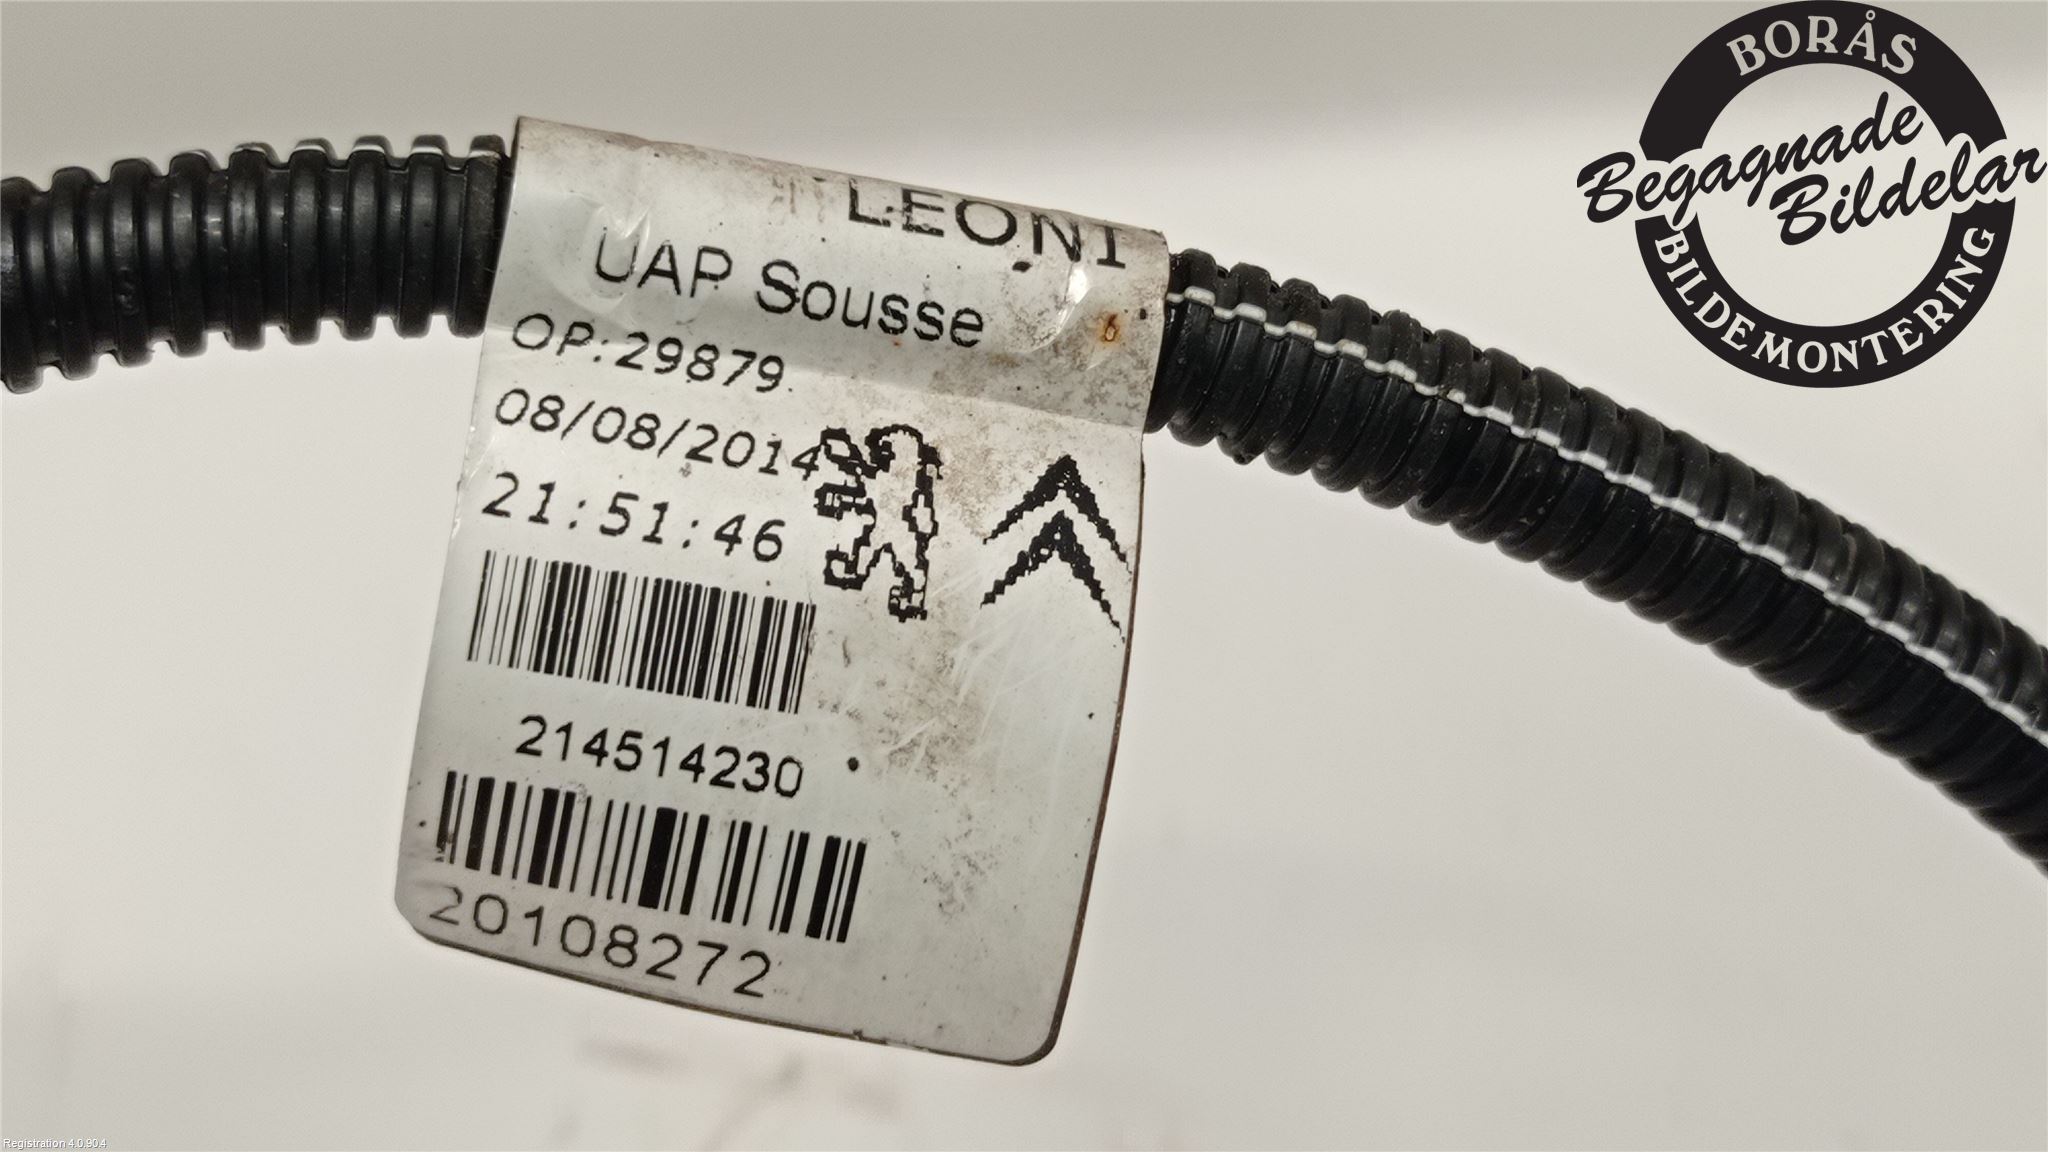 LEONI
UAP Sousse
OP:29879
08/08/2014
21:51:46
214514230
20108272
BORÅS
Begagnade
Bildelar
BILDEMONTERING
Registration 4.0.90.4